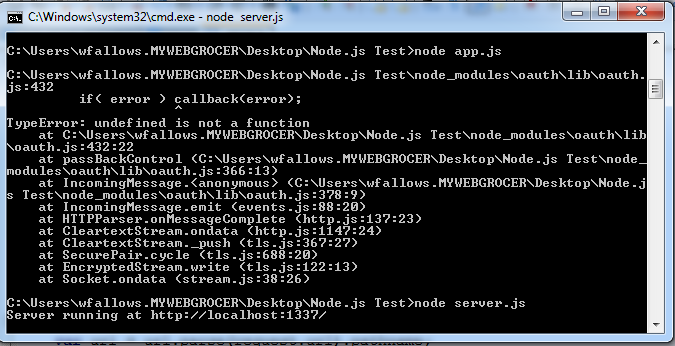 C:\Windows\system32\cmd.exe - node server.js
C:\Users\wfallows.MYWEBGROCER\Desktop\Node.js Test>node app.js
C:\Users\wfallows.MYWEBGROCER\Desktop\Node.js Test\node_modules\oauth\lib\oauth.
js:432
if( error ) callback(error);
^
TypeError: undefined is not a function
at C:\Users\wfallows.MYWEBGROCER\Desktop\Node.js Test\node_modules\oauth\lib
\oauth.js:432:22
at passBackControl (C:\Users\wfallows.MYWEBGROCER\Desktop\Node.js Test\node_
modules\oauth\lib\oauth.js:366:13)
at IncomingMessage.<anonymous> (C:\Users\wfallows.MYWEBGROCER\Desktop\Node.j
s Test\node_modules\oauth\lib\oauth.js:378:9)
at IncomingMessage.emit (events.js:88:20)
at HTTPParser.onMessageComplete (http.js:137:23)
at CleartextStream.ondata (http.js:1147:24)
at CleartextStream._push (tls.js:367:27)
at SecurePair.cycle (tls.js:688:20)
at EncryptedStream.write (tls.js:122:13)
at Socket.ondata (stream.js:38:26)
C:\Users\wfallows.MYWEBGROCER\Desktop\Node.js Test>node server.js
Server running at http://localhost:1337/